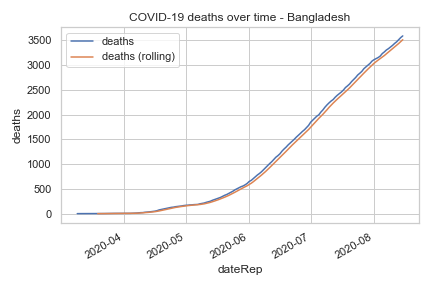 COVID-19 deaths over time - Bangladesh
deaths
deaths (rolling)
3500
3000
2500
2000
1500
1000
500
0
deaths
2020-04
2020-05
2020-06
2020-07
2020-08
dateRep